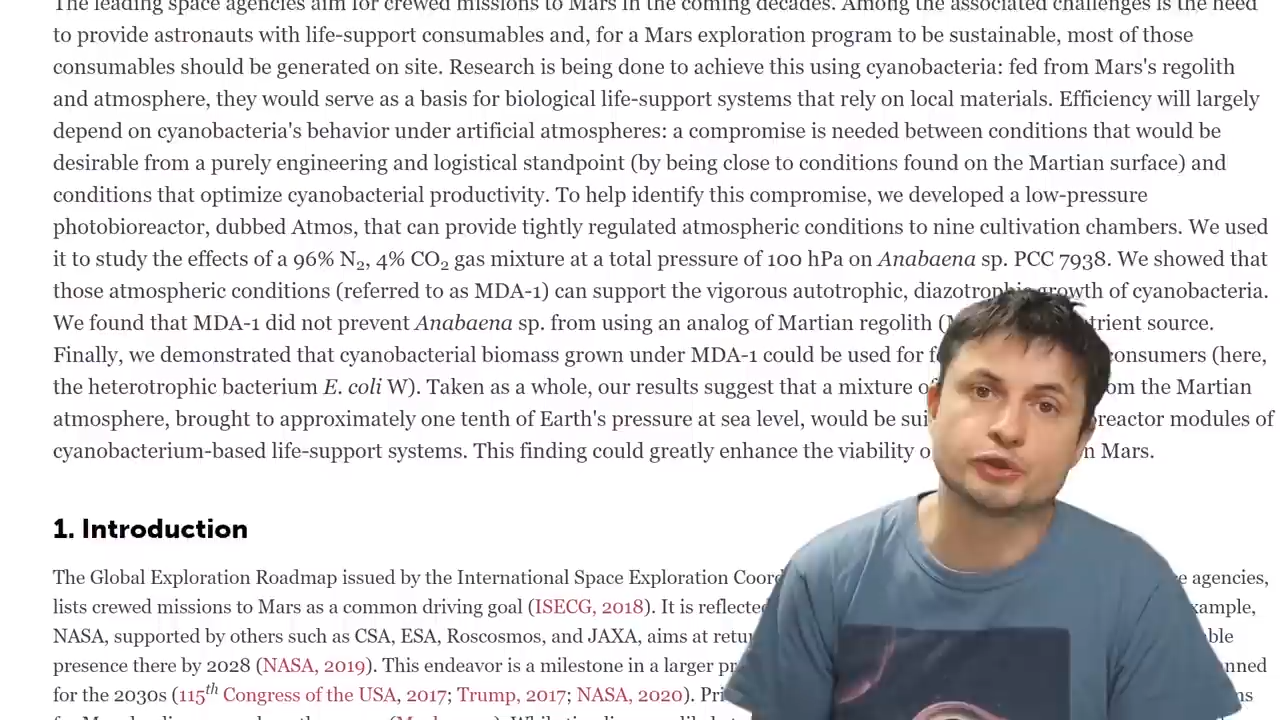 The leading space agencies aim for crewed missions to Mars in the coming decades. Among the associated challenges is the need
to provide astronauts with life-support consumables and, for a Mars exploration program to be sustainable, most of those
consumables should be generated on site. Research is being done to achieve this using cyanobacteria: fed from Mars's regolith
and atmosphere, they would serve as a basis for biological life-support systems that rely on local materials. Efficiency will largely
depend on cyanobacteria's behavior under artificial atmospheres: a compromise is needed between conditions that would be
desirable from a purely engineering and logistical standpoint (by being close to conditions found on the Martian surface) and
conditions that optimize cyanobacterial productivity. To help identify this compromise, we developed a low-pressure
photobioreactor, dubbed Atmos, that can provide tightly regulated atmospheric conditions to nine cultivation chambers. We used
it to study the effects of a 96% N₂, 4% CO₂ gas mixture at a total pressure of 100 hPa on Anabaena sp. PCC 7938. We showed that
those atmospheric conditions (referred to as MDA-1) can support the vigorous autotrophic, diazotrophic growth of cyanobacteria.
We found that MDA-1 did not prevent Anabaena sp. from using an analog of Martian regolith ( source.
Finally, we demonstrated that cyanobacterial biomass grown under MDA-1 could be used for consumers (here,
the heterotrophic bacterium E. coli W). Taken as a whole, our results suggest that a mixture the Martian
atmosphere, brought to approximately one tenth of Earth's pressure at sea level, would be modules of
cyanobacterium-based life-support systems. This finding could greatly enhance the viability Mars.
1. Introduction
The Global Exploration Roadmap issued by the International Space Exploration agencies,
lists crewed missions to Mars as a common driving goal (ISECG, 2018). It is
NASA, supported by others such as CSA, ESA, Roscosmos, and JAXA, aims at
presence there by 2028 (NASA, 2019). This endeavor is a milestone in a larger
for the 2030s (115th Congress of the USA, 2017; Trump, 2017; NASA, 2020).